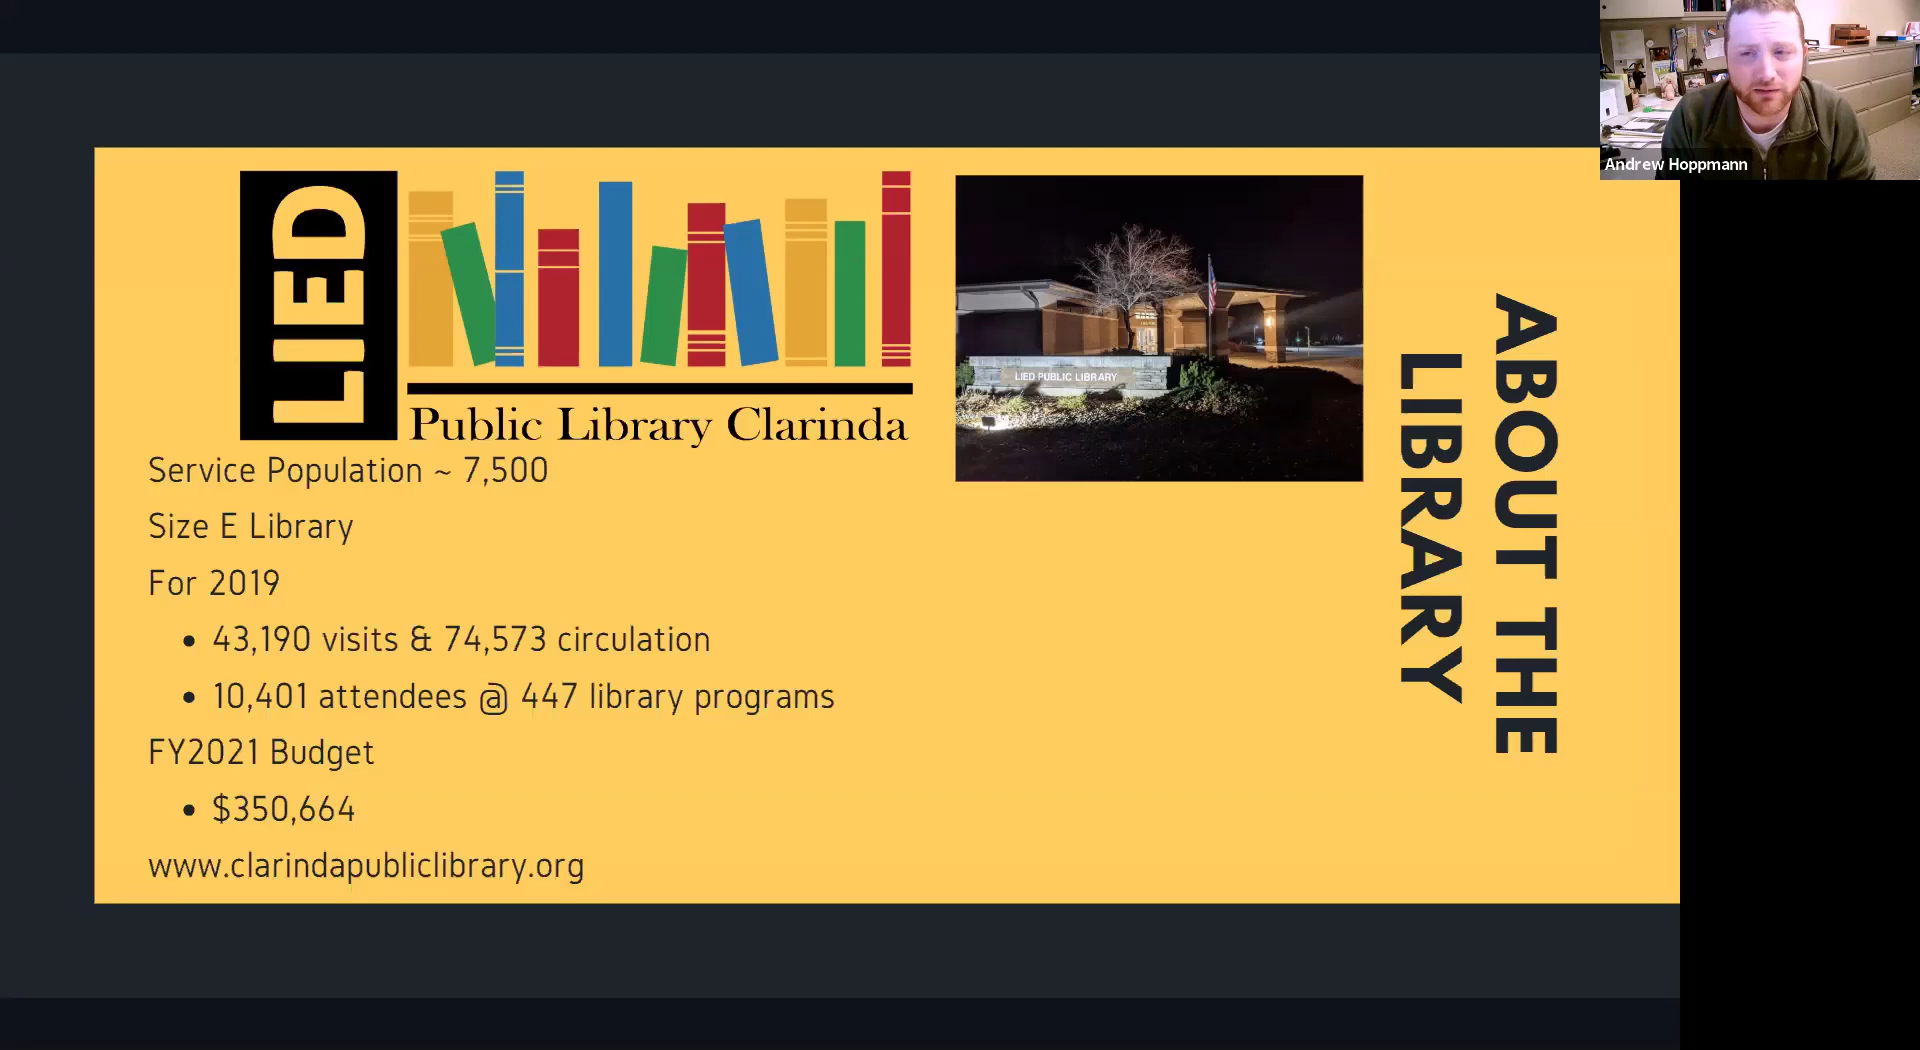 Andrew Hoppmann
LIED
Public Library Clarinda
LIED PUBLIC LIBRARY
Service Population ~ 7,500
Size E Library
For 2019
• 43,190 visits & 74,573 circulation
• 10,401 attendees @ 447 library programs
FY2021 Budget
• $350,664
www.clarindapubliclibrary.org
ABOUT THE
LIBRARY